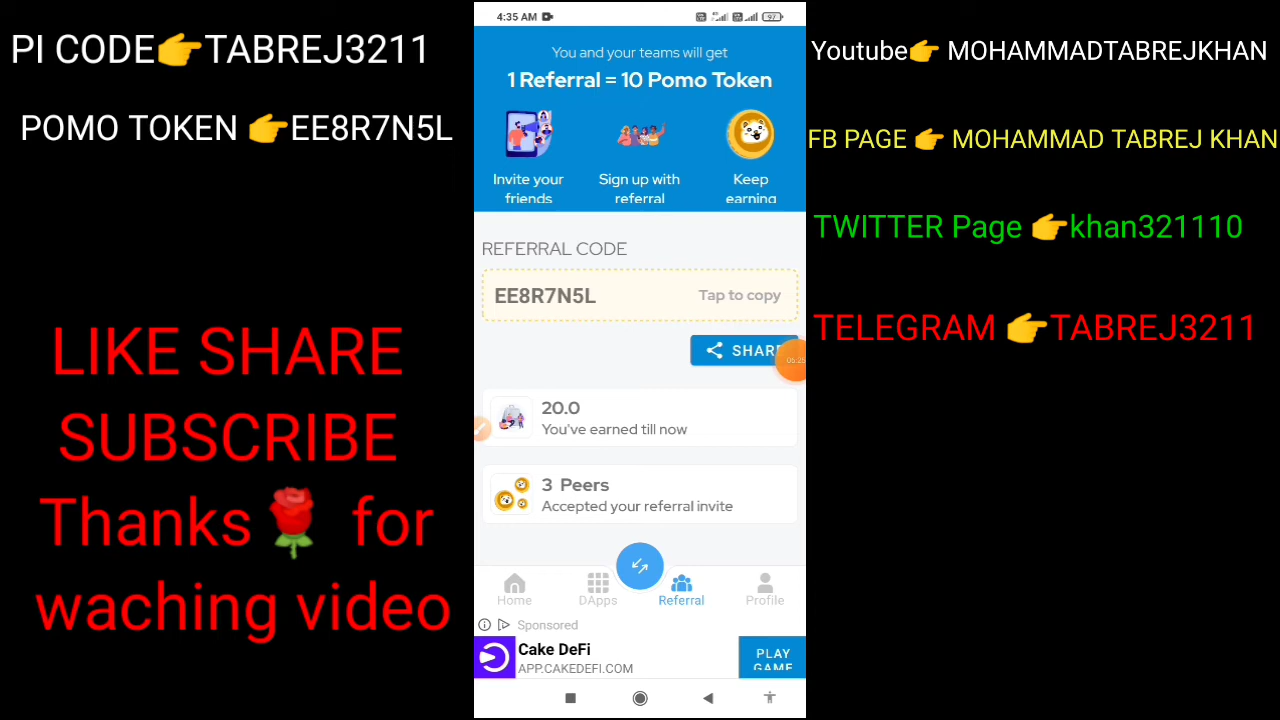 PI CODE👉TABREJ3211
POMO TOKEN 👉EE8R7N5L
LIKE SHARE
SUBSCRIBE
Thanks🌹 for
waching video
4:35 AM
97
You and your teams will get
1 Referral = 10 Pomo Token
Invite your
friends
Sign up with
referral
Keep
earning
REFERRAL CODE
EE8R7N5L
Tap to copy
SHARE
06:25
20.0
You've earned till now
3 Peers
Accepted your referral invite
Home
DApps
Referral
Profile
Sponsored
Cake DeFi
APP.CAKEDEFI.COM
PLAY
GAME
Youtube👉 MOHAMMADTABREJKHAN
FB PAGE 👉 MOHAMMAD TABREJ KHAN
TWITTER Page 👉khan321110
TELEGRAM 👉TABREJ3211